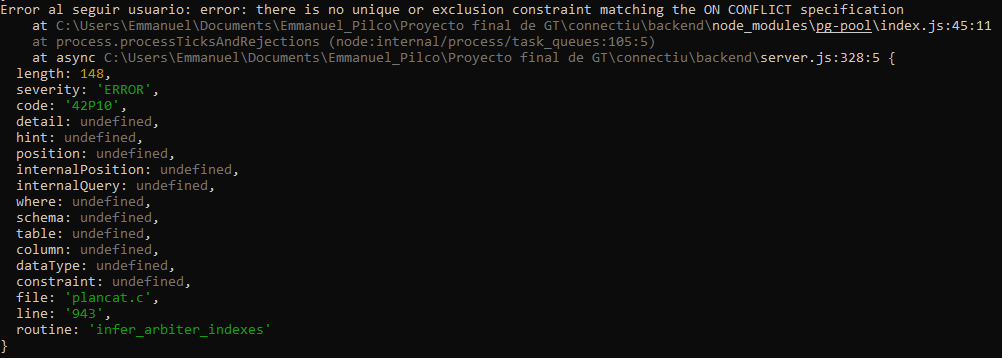 Error al seguir usuario: error: there is no unique or exclusion constraint matching the ON CONFLICT specification
    at C:\Users\Emmanuel\Documents\Emmanuel_Pilco\Proyecto final de GT\connectiu\backend\node_modules\pg-pool\index.js:45:11
    at process.processTicksAndRejections (node:internal/process/task_queues:105:5)
    at async C:\Users\Emmanuel\Documents\Emmanuel_Pilco\Proyecto final de GT\connectiu\backend\server.js:328:5 {
  length: 148,
  severity: 'ERROR',
  code: '42P10',
  detail: undefined,
  hint: undefined,
  position: undefined,
  internalPosition: undefined,
  internalQuery: undefined,
  where: undefined,
  schema: undefined,
  table: undefined,
  column: undefined,
  dataType: undefined,
  constraint: undefined,
  file: 'plancat.c',
  line: '943',
  routine: 'infer_arbiter_indexes'
}